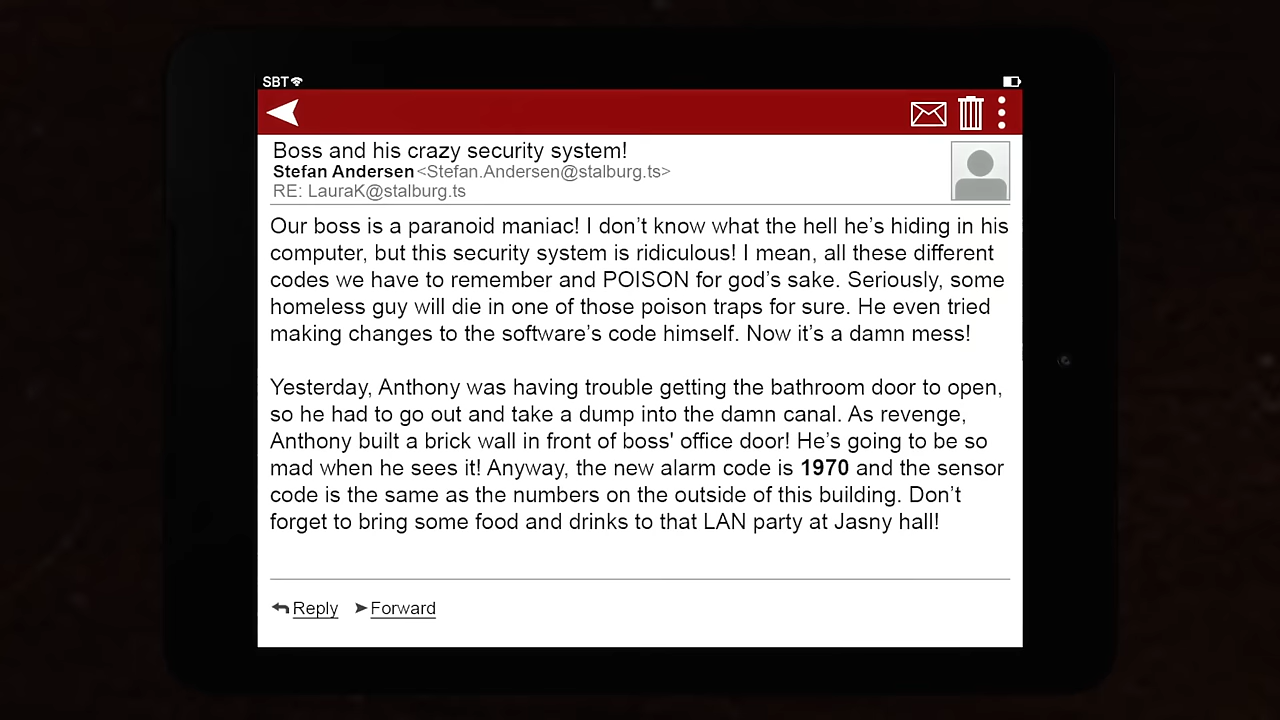 SBT
Boss and his crazy security system!
Stefan Andersen <Stefan.Andersen@stalburg.ts>
RE: LauraK@stalburg.ts
Our boss is a paranoid maniac! I don’t know what the hell he’s hiding in his
computer, but this security system is ridiculous! I mean, all these different
codes we have to remember and POISON for god’s sake. Seriously, some
homeless guy will die in one of those poison traps for sure. He even tried
making changes to the software’s code himself. Now it’s a damn mess!
Yesterday, Anthony was having trouble getting the bathroom door to open,
so he had to go out and take a dump into the damn canal. As revenge,
Anthony built a brick wall in front of boss' office door! He’s going to be so
mad when he sees it! Anyway, the new alarm code is 1970 and the sensor
code is the same as the numbers on the outside of this building. Don’t
forget to bring some food and drinks to that LAN party at Jasny hall!
Reply Forward